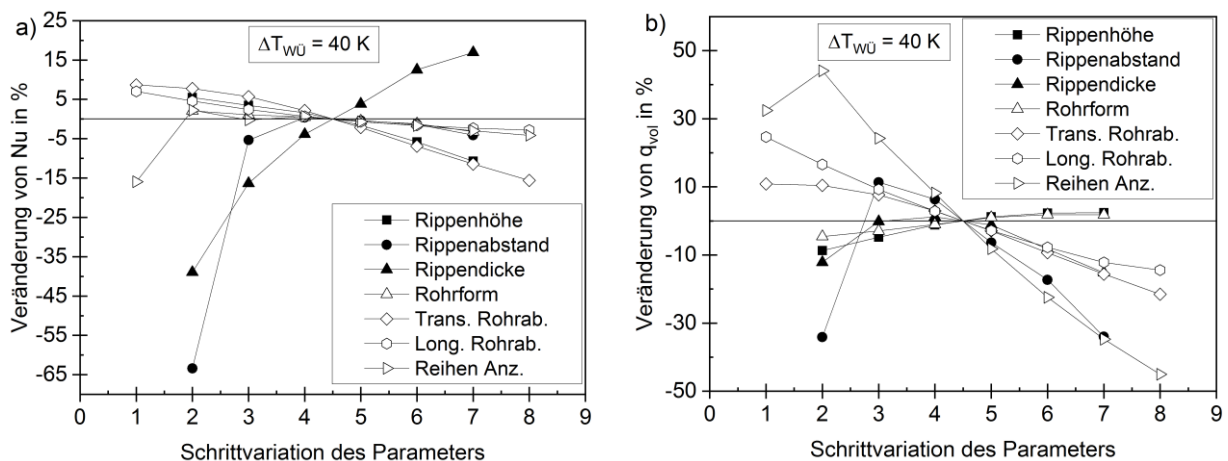 a)
Veränderung von Nu in %
25
15
5
-5
-15
-25
-35
-45
-55
-65
ΔT_WÜ = 40 K
Rippenhöhe
Rippenabstand
Rippendicke
Rohrform
Trans. Rohrab.
Long. Rohrab.
Reihen Anz.
0 1 2 3 4 5 6 7 8 9
Schrittvariation des Parameters
b)
Veränderung von q_vol in %
50
30
10
-10
-30
-50
ΔT_WÜ = 40 K
Rippenhöhe
Rippenabstand
Rippendicke
Rohrform
Trans. Rohrab.
Long. Rohrab.
Reihen Anz.
0 1 2 3 4 5 6 7 8 9
Schrittvariation des Parameters